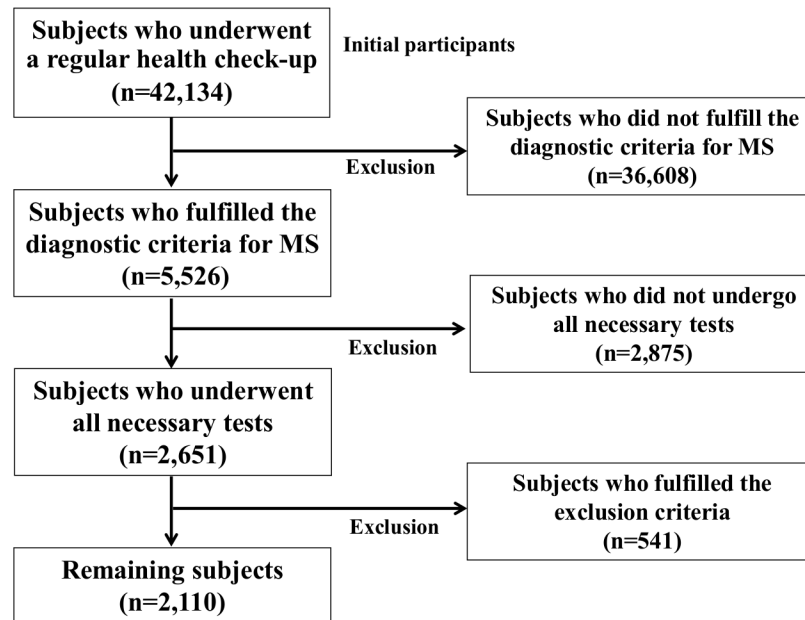 Subjects who underwent
a regular health check-up
(n=42,134)
Initial participants
Subjects who did not fulfill the
diagnostic criteria for MS
(n=36,608)
Exclusion
Subjects who fulfilled the
diagnostic criteria for MS
(n=5,526)
Subjects who did not undergo
all necessary tests
(n=2,875)
Exclusion
Subjects who underwent
all necessary tests
(n=2,651)
Subjects who fulfilled the
exclusion criteria
(n=541)
Exclusion
Remaining subjects
(n=2,110)